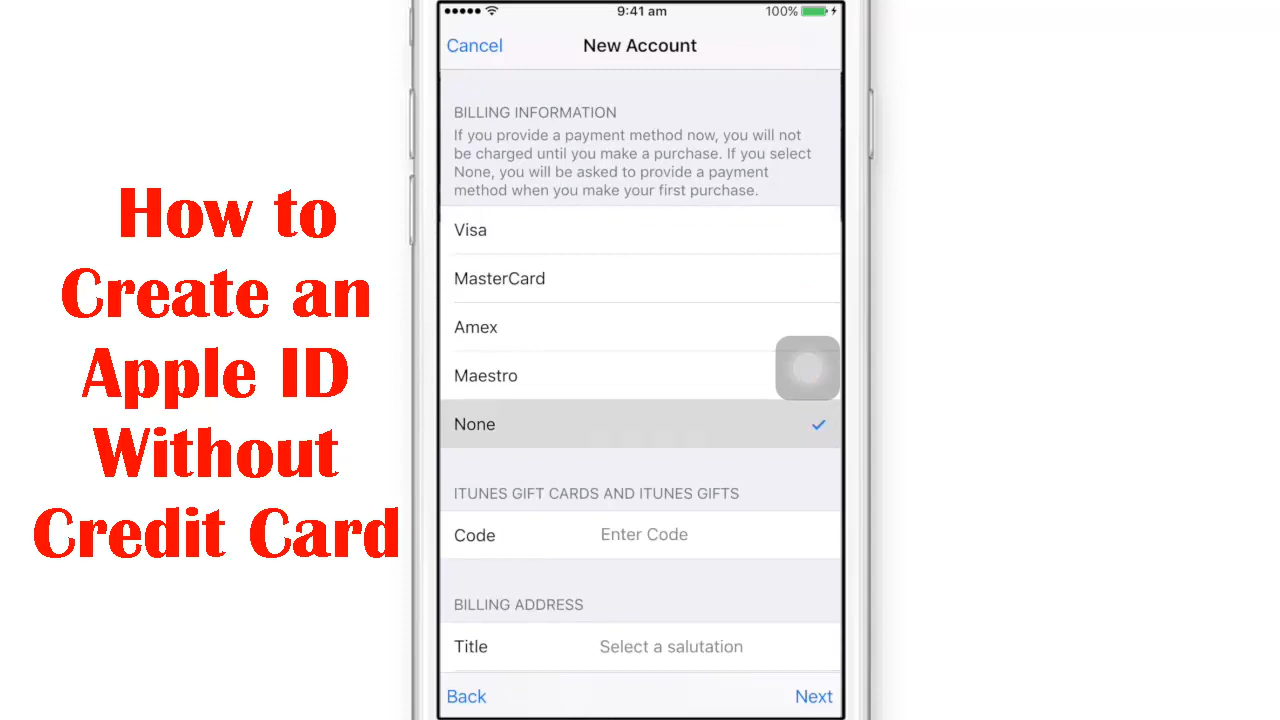 How to
Create an
Apple ID
Without
Credit Card
9:41 am
100%
Cancel
New Account
BILLING INFORMATION
If you provide a payment method now, you will not
be charged until you make a purchase. If you select
None, you will be asked to provide a payment
method when you make your first purchase.
Visa
MasterCard
Amex
Maestro
None
ITUNES GIFT CARDS AND ITUNES GIFTS
Code Enter Code
BILLING ADDRESS
Title Select a salutation
Back Next